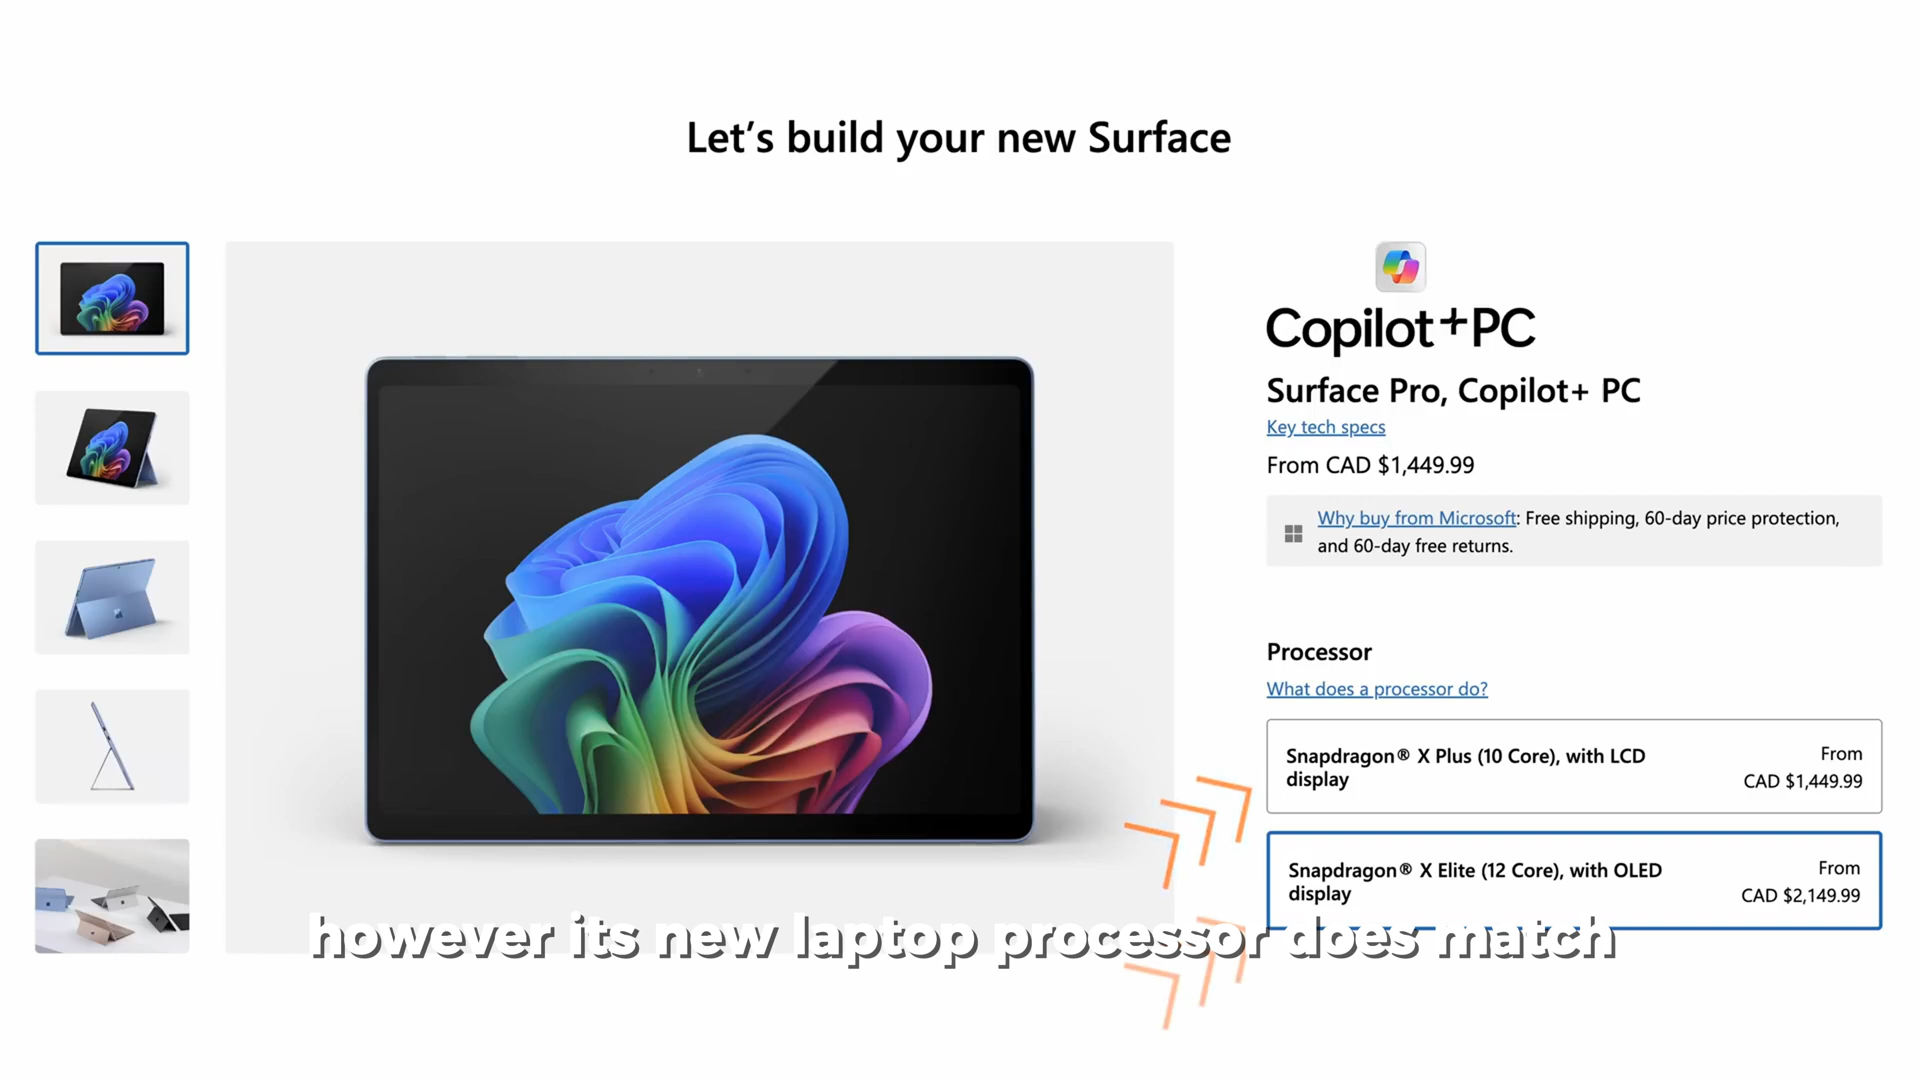 Let's build your new Surface
Copilot+PC
Surface Pro, Copilot+ PC
Key tech specs
From CAD $1,449.99
Why buy from Microsoft: Free shipping, 60-day price protection,
and 60-day free returns.
Processor
What does a processor do?
Snapdragon® X Plus (10 Core), with LCD
display
From
CAD $1,449.99
Snapdragon® X Elite (12 Core), with OLED
display
From
CAD $2,149.99
however its new laptop processor does match